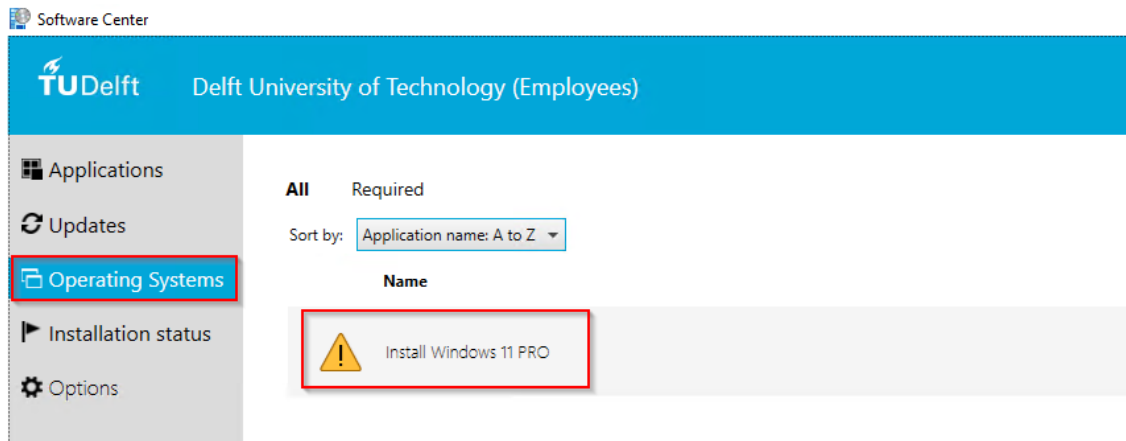 Software Center
TUDelft
Delft University of Technology (Employees)
Applications
Updates
Operating Systems
Installation status
Options
All
Required
Sort by:
Application name: A to Z
Name
Install Windows 11 PRO